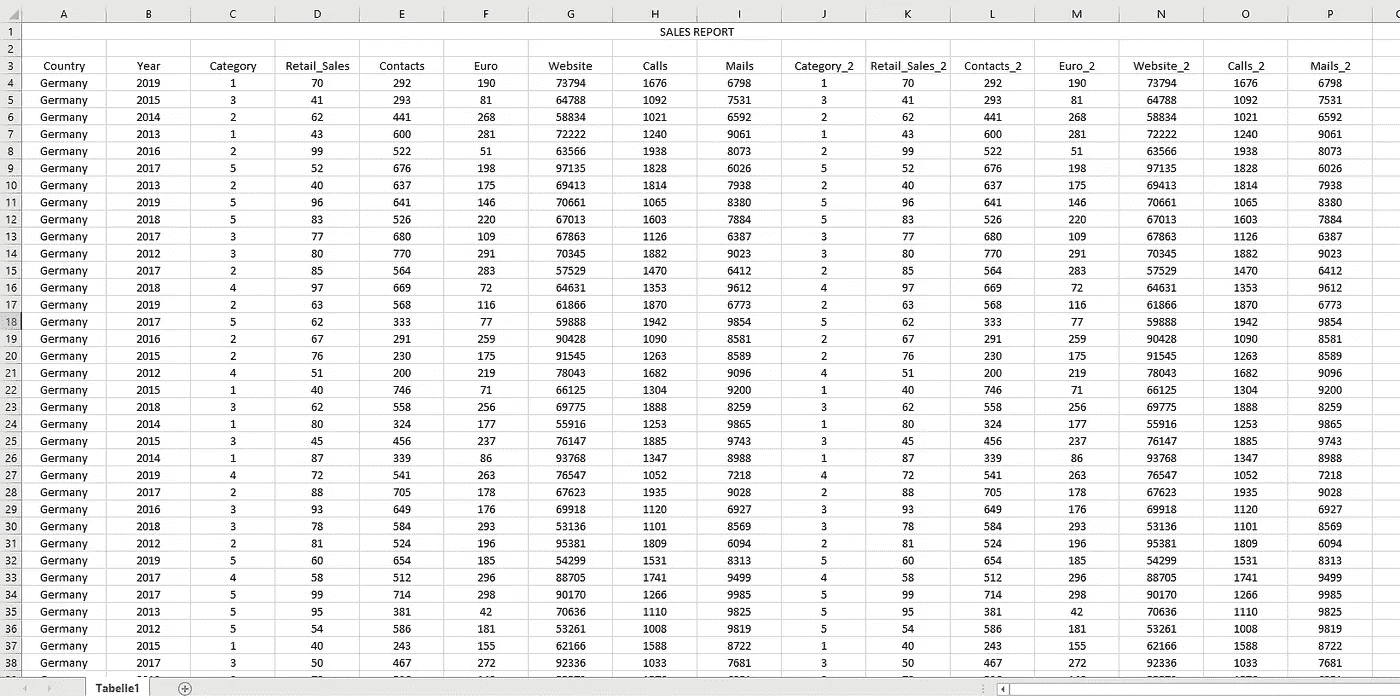 A B C D E F G H I J K L M N O P
1 SALES REPORT
2
3 Country Year Category Retail_Sales Contacts Euro Website Calls Mails Category_2 Retail_Sales_2 Contacts_2 Euro_2 Website_2 Calls_2 Mails_2
4 Germany 2019 1 70 292 190 73794 1676 6798 1 70 292 190 73794 1676 6798
5 Germany 2015 3 41 293 81 64788 1092 7531 3 41 293 81 64788 1092 7531
6 Germany 2014 2 62 441 268 58834 1021 6592 2 62 441 268 58834 1021 6592
7 Germany 2013 1 43 600 281 72222 1240 9061 1 43 600 281 72222 1240 9061
8 Germany 2016 2 99 522 51 63566 1938 8073 2 99 522 51 63566 1938 8073
9 Germany 2017 5 52 676 198 97135 1828 6026 5 52 676 198 97135 1828 6026
10 Germany 2013 2 40 637 175 69413 1814 7938 2 40 637 175 69413 1814 7938
11 Germany 2019 5 96 641 146 70661 1065 8380 5 96 641 146 70661 1065 8380
12 Germany 2018 5 83 526 220 67013 1603 7884 5 83 526 220 67013 1603 7884
13 Germany 2017 3 77 680 109 67863 1126 6387 3 77 680 109 67863 1126 6387
14 Germany 2012 3 80 770 291 70345 1882 9023 3 80 770 291 70345 1882 9023
15 Germany 2017 2 85 564 283 57529 1470 6412 2 85 564 283 57529 1470 6412
16 Germany 2018 4 97 669 72 64631 1353 9612 4 97 669 72 64631 1353 9612
17 Germany 2019 2 63 568 116 61866 1870 6773 2 63 568 116 61866 1870 6773
18 Germany 2017 5 62 333 77 59888 1942 9854 5 62 333 77 59888 1942 9854
19 Germany 2016 2 67 291 259 90428 1090 8581 2 67 291 259 90428 1090 8581
20 Germany 2015 2 76 230 175 91545 1263 8589 2 76 230 175 91545 1263 8589
21 Germany 2012 4 51 200 219 78043 1682 9096 4 51 200 219 78043 1682 9096
22 Germany 2015 1 40 746 71 66125 1304 9200 1 40 746 71 66125 1304 9200
23 Germany 2018 3 62 558 256 69775 1888 8259 3 62 558 256 69775 1888 8259
24 Germany 2014 1 80 324 177 55916 1253 9865 1 80 324 177 55916 1253 9865
25 Germany 2015 3 45 456 237 76147 1885 9743 3 45 456 237 76147 1885 9743
26 Germany 2014 1 87 339 86 93768 1347 8988 1 87 339 86 93768 1347 8988
27 Germany 2019 4 72 541 263 76547 1052 7218 4 72 541 263 76547 1052 7218
28 Germany 2017 2 88 705 178 67623 1935 9028 2 88 705 178 67623 1935 9028
29 Germany 2016 3 93 649 176 69918 1120 6927 3 93 649 176 69918 1120 6927
30 Germany 2018 3 78 584 293 53136 1101 8569 3 78 584 293 53136 1101 8569
31 Germany 2012 2 81 524 196 95381 1809 6094 2 81 524 196 95381 1809 6094
32 Germany 2019 5 60 654 185 54299 1531 8313 5 60 654 185 54299 1531 8313
33 Germany 2017 4 58 512 296 88705 1741 9499 4 58 512 296 88705 1741 9499
34 Germany 2017 5 99 714 298 90170 1266 9985 5 99 714 298 90170 1266 9985
35 Germany 2013 5 95 381 42 70636 1110 9825 5 95 381 42 70636 1110 9825
36 Germany 2012 5 54 586 181 53261 1008 9819 5 54 586 181 53261 1008 9819
37 Germany 2015 1 40 243 155 62166 1588 8722 1 40 243 155 62166 1588 8722
38 Germany 2017 3 50 467 272 92336 1033 7681 3 50 467 272 92336 1033 7681
Tabelle1